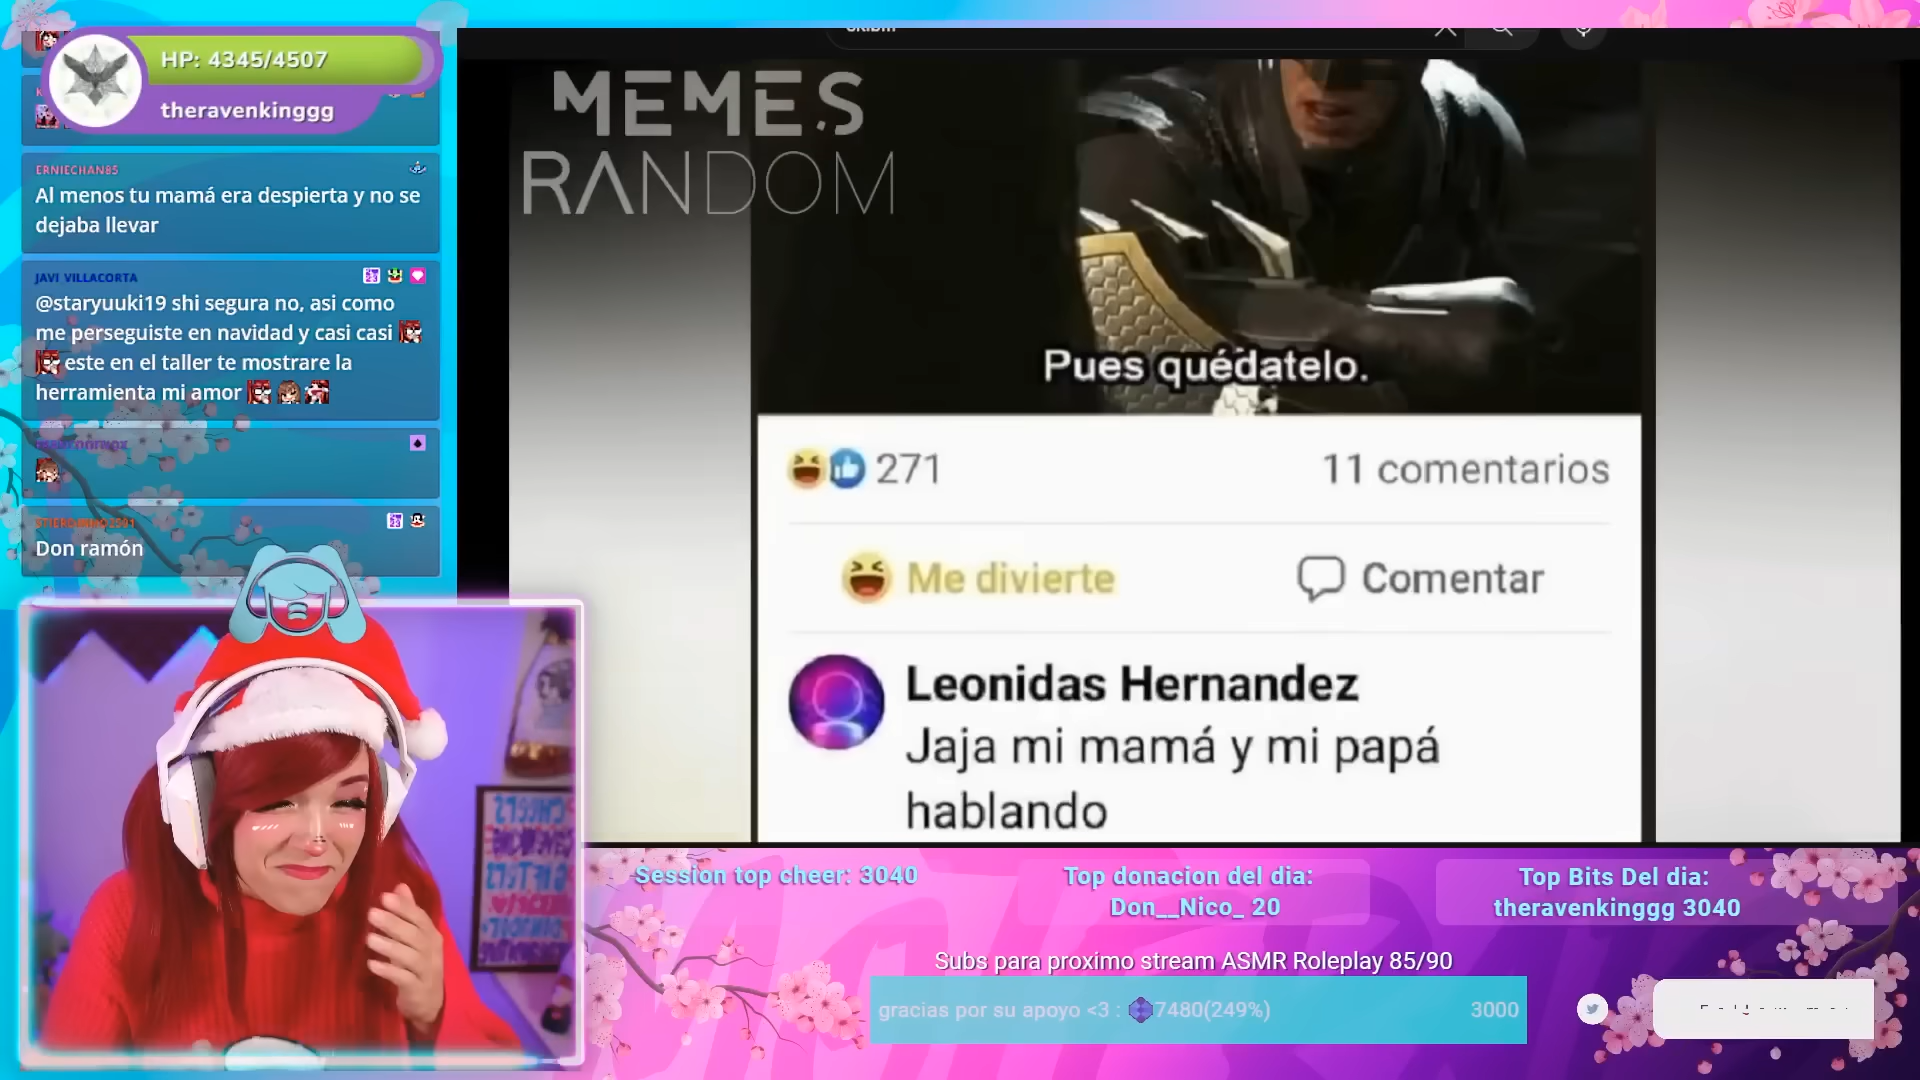 HP: 4345/4507
theravenkinggg
ERNIECHAN85
Al menos tu mamá era despierta y no se
dejaba llevar
JAVI VILLACORTA
@staryuuki19 shi segura no, asi como
me perseguiste en navidad y casi casi
este en el taller te mostrare la
herramienta mi amor
Don ramón
MEMES
RANDOM
Pues quédatelo.
271
11 comentarios
Me divierte
Comentar
Leonidas Hernandez
Jaja mi mamá y mi papá
hablando
Session top cheer: 3040
Top donacion del dia:
Don__Nico_ 20
Top Bits Del dia:
theravenkinggg 3040
Subs para proximo stream ASMR Roleplay 85/90
gracias por su apoyo <3 : 7480(249%)
3000